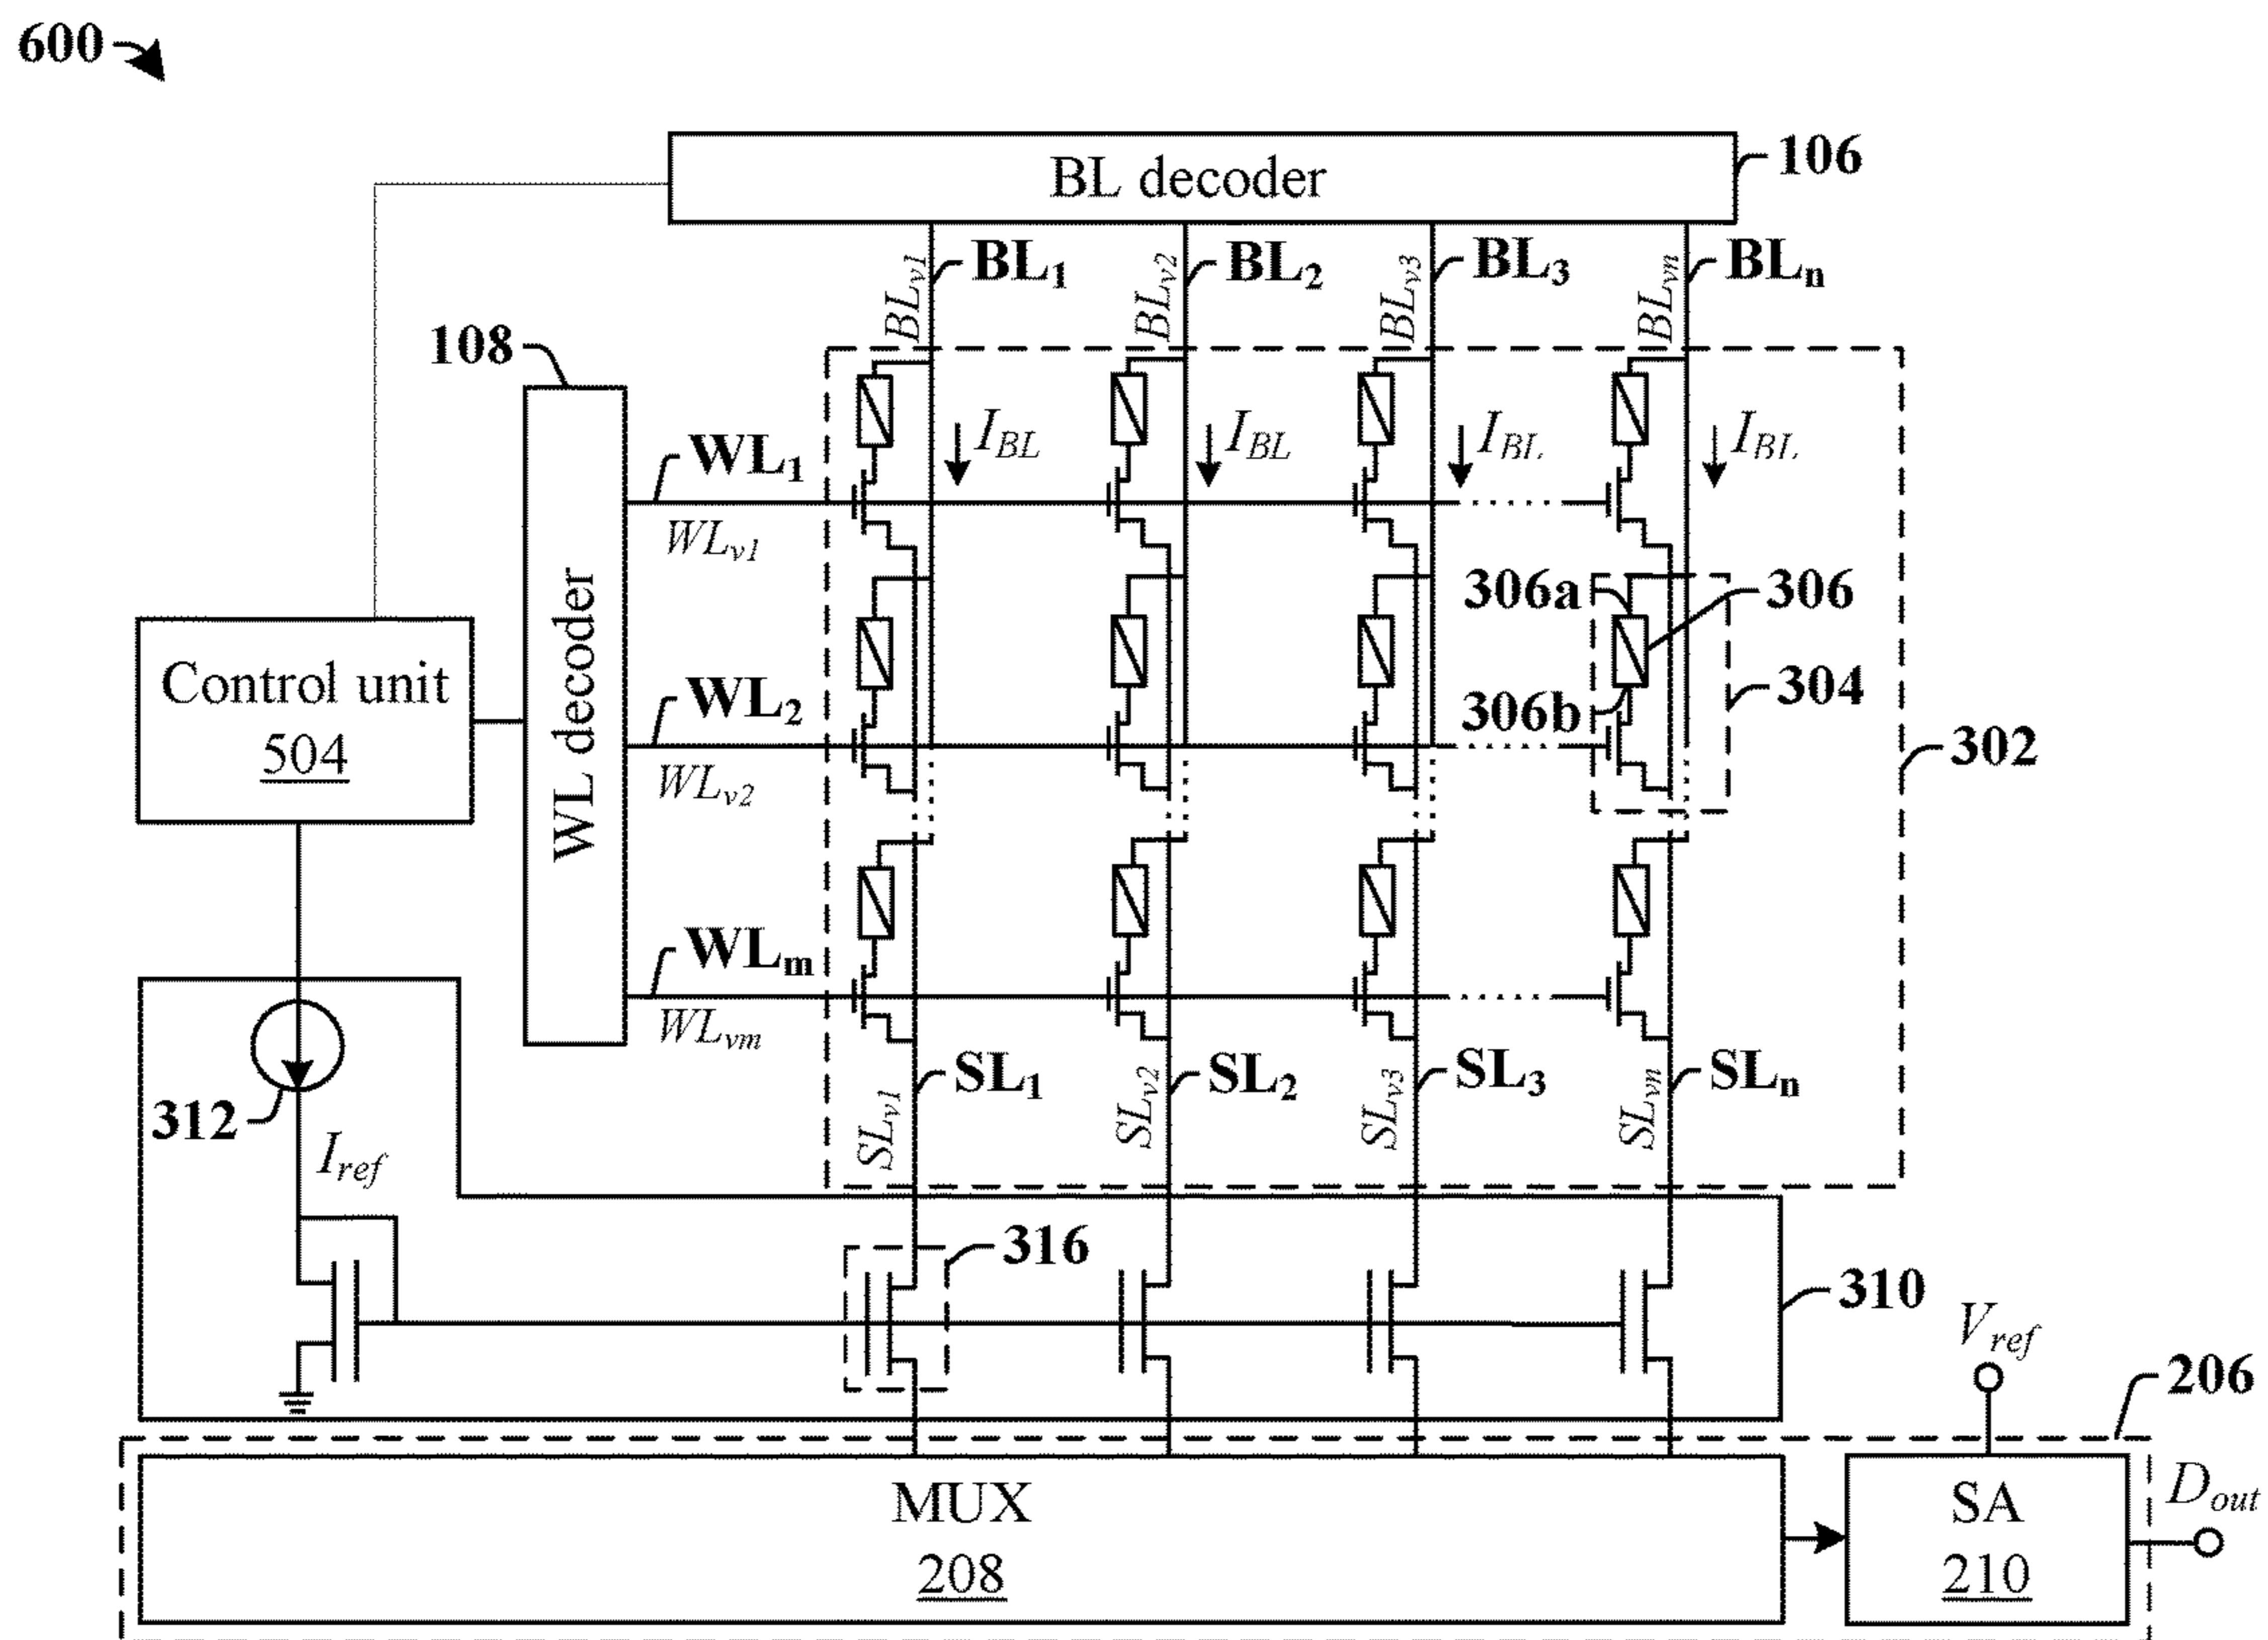 600
BL decoder
106
BLv1
BL1
BLv2
BL2
BLv3
BL3
BLvn
BLn
108
WL decoder
IBL
IBL
IBL
IBL
WL1
WLv1
306a
306
Control unit
504
WL2
WLv2
306b
304
302
WLm
WLvm
312
Iref
SLv1
SL1
SLv2
SL2
SLv3
SL3
SLvn
SLn
316
310
Vref
206
MUX
208
SA
210
Dout